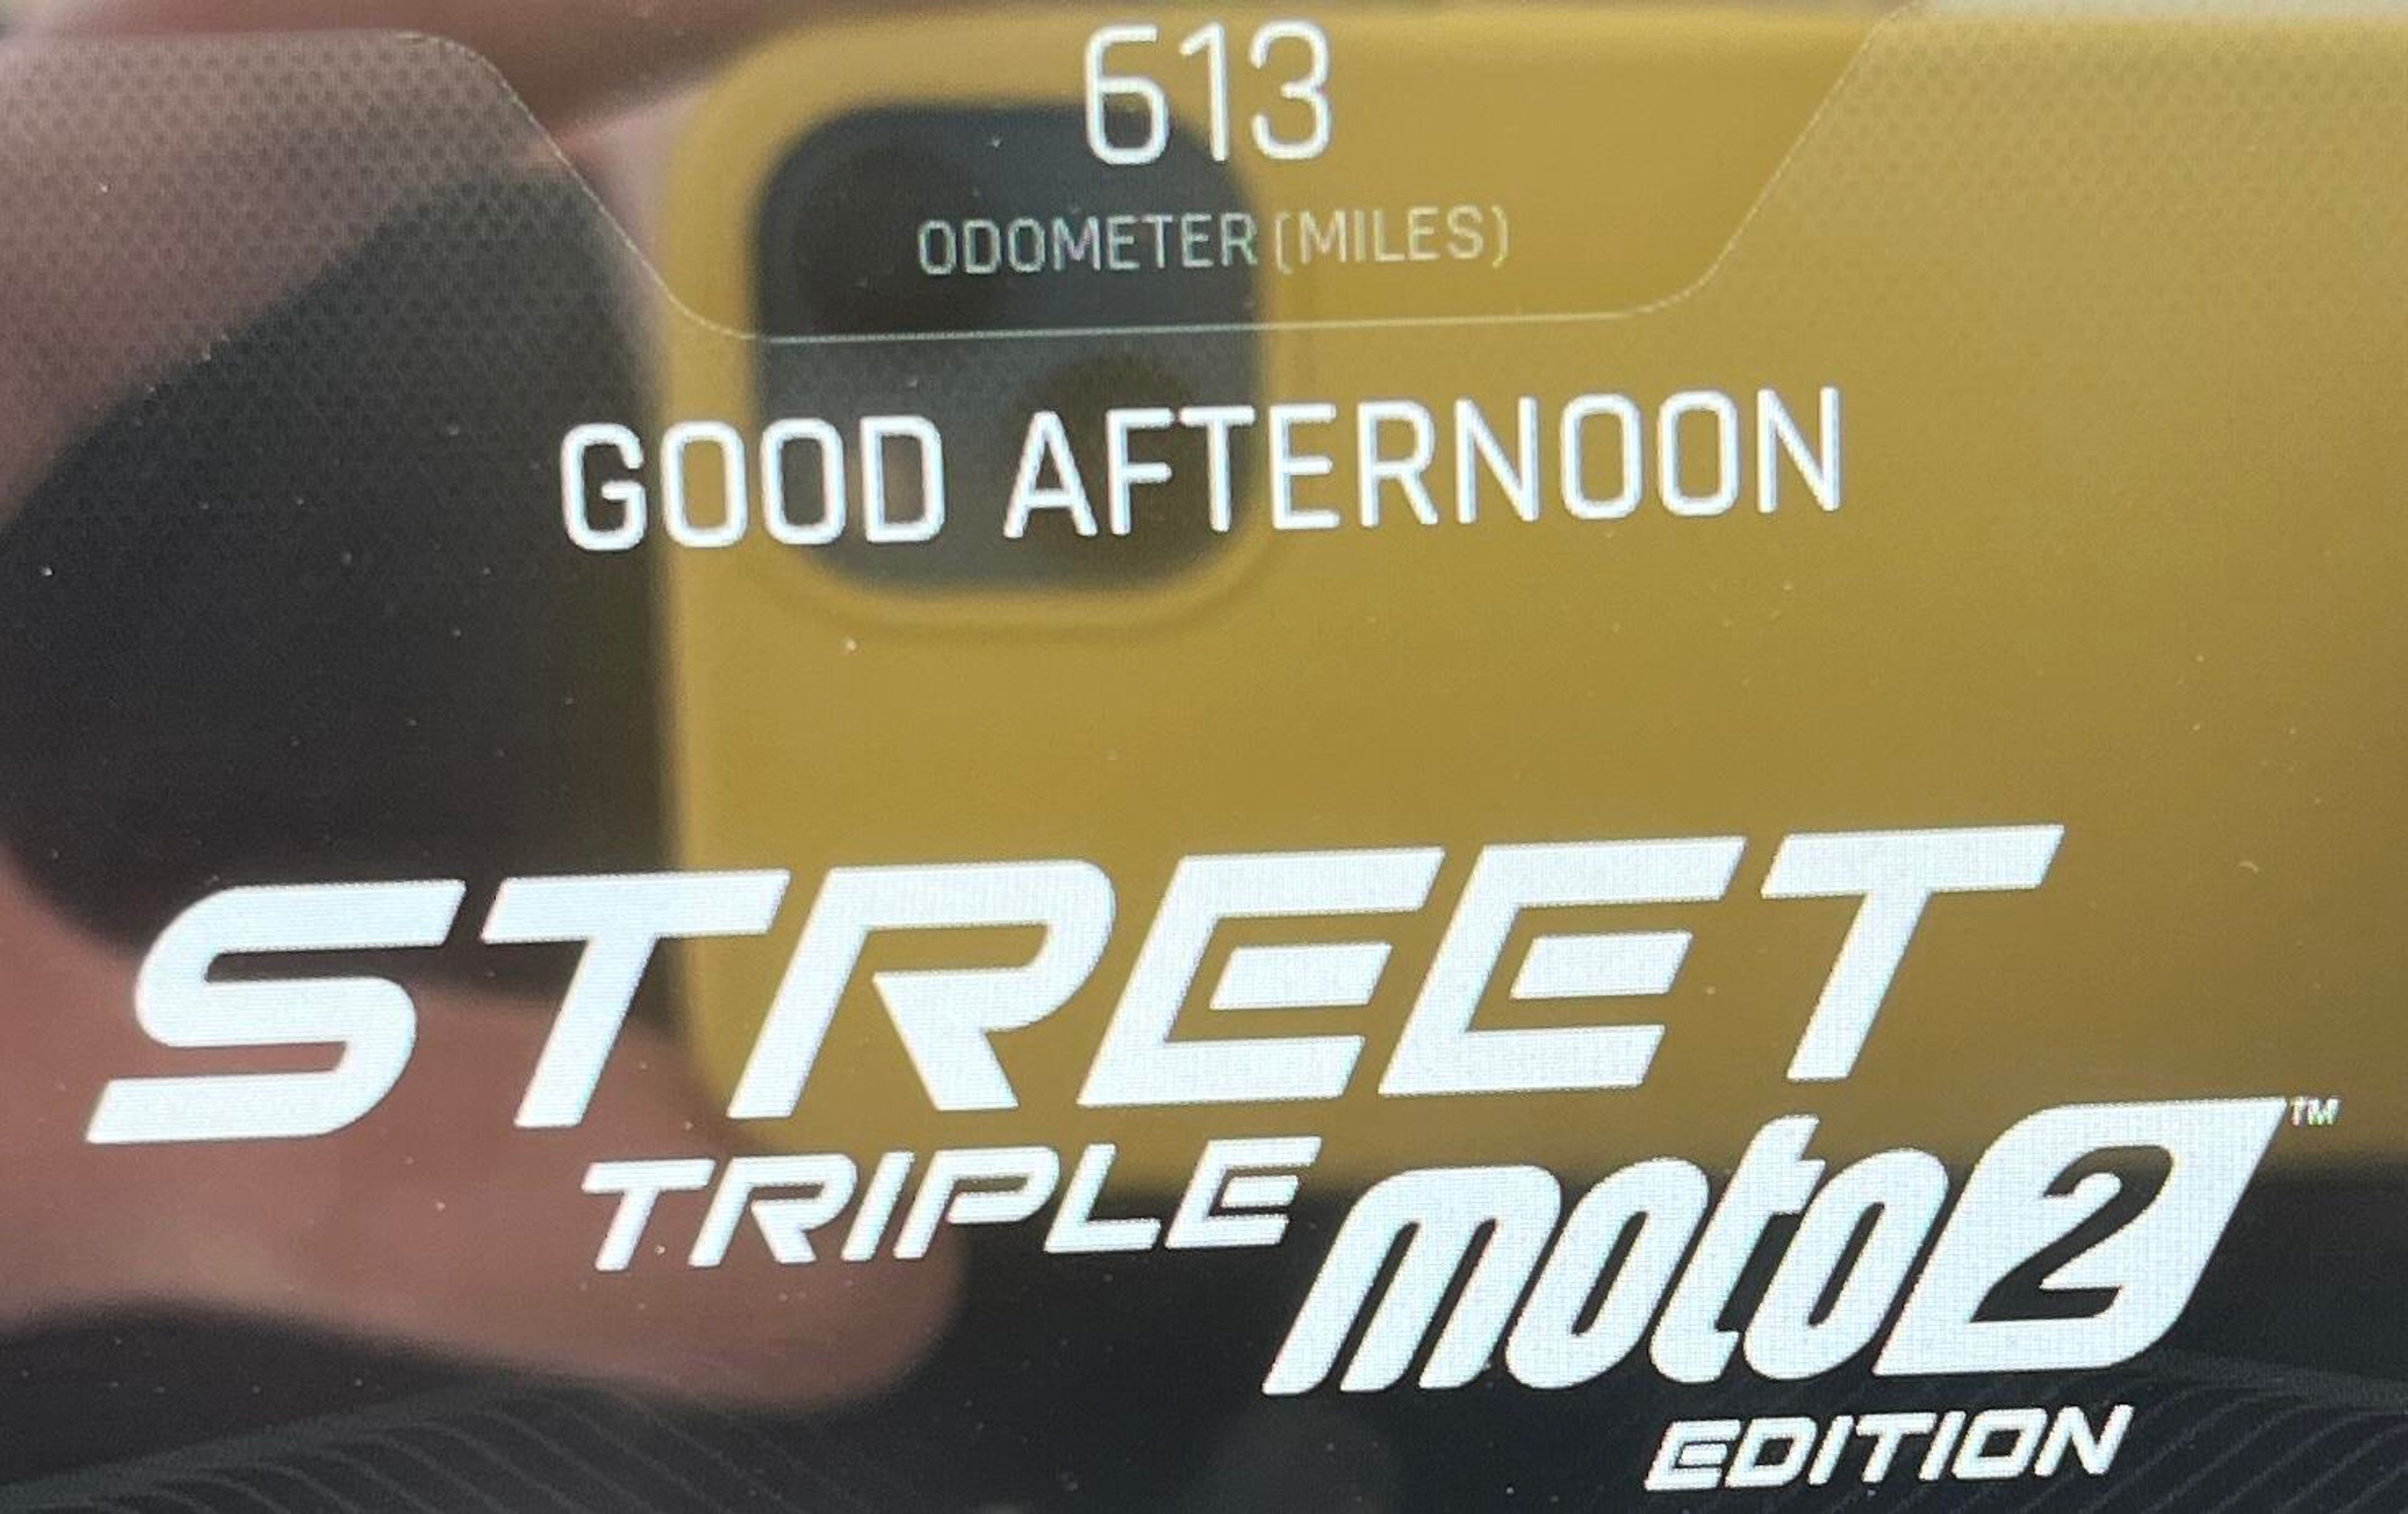 613
ODOMETER (MILES)
GOOD AFTERNOON
STREET
TRIPLE moto2™
EDITION